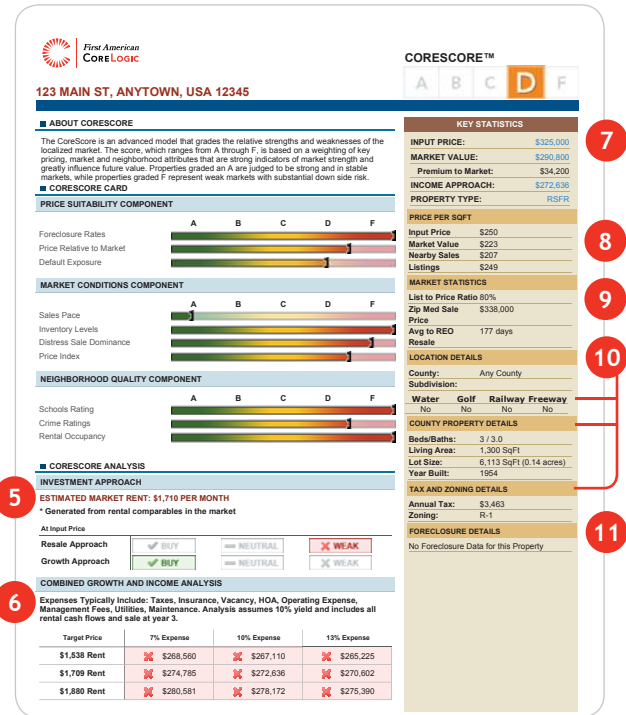 First American
CORELOGIC
CORESCORE™
A B C D F
123 MAIN ST, ANYTOWN, USA 12345
ABOUT CORESCORE
The CoreScore is an advanced model that grades the relative strengths and weaknesses of the
localized market. The score, which ranges from A through F, is based on a weighting of key
pricing, market and neighborhood attributes that are strong indicators of market strength and
greatly influence future value. Properties graded an A are judged to be strong and in stable
markets, while properties graded F represent weak markets with substantial down side risk.
CORESCORE CARD
PRICE SUITABILITY COMPONENT
A B C D F
Foreclosure Rates
Price Relative to Market
Default Exposure
MARKET CONDITIONS COMPONENT
A B C D F
Sales Pace
Inventory Levels
Distress Sale Dominance
Price Index
NEIGHBORHOOD QUALITY COMPONENT
A B C D F
Schools Rating
Crime Ratings
Rental Occupancy
CORESCORE ANALYSIS
INVESTMENT APPROACH
5
ESTIMATED MARKET RENT: $1,710 PER MONTH
* Generated from rental comparables in the market
At Input Price
Resale Approach BUY NEUTRAL WEAK
Growth Approach BUY NEUTRAL WEAK
COMBINED GROWTH AND INCOME ANALYSIS
6
Expenses Typically Include: Taxes, Insurance, Vacancy, HOA, Operating Expense,
Management Fees, Utilities, Maintenance. Analysis assumes 10% yield and includes all
rental cash flows and sale at year 3.
Target Price 7% Expense 10% Expense 13% Expense
$1,538 Rent $268,560 $267,110 $265,225
$1,709 Rent $274,785 $272,636 $270,602
$1,880 Rent $280,581 $278,172 $275,390
KEY STATISTICS
7
INPUT PRICE: $325,000
MARKET VALUE: $290,800
Premium to Market: $34,200
INCOME APPROACH: $272,636
PROPERTY TYPE: RSFR
PRICE PER SQFT
8
Input Price $250
Market Value $223
Nearby Sales $207
Listings $249
MARKET STATISTICS
9
List to Price Ratio 80%
Zip Med Sale $338,000
Price
Avg to REO 177 days
Resale
LOCATION DETAILS
10
County: Any County
Subdivision:
Water Golf Railway Freeway
No No No No
COUNTY PROPERTY DETAILS
Beds/Baths: 3 / 3.0
Living Area: 1,300 SqFt
Lot Size: 6,113 SqFt (0.14 acres)
Year Built: 1954
TAX AND ZONING DETAILS
Annual Tax: $3,463
Zoning: R-1
FORECLOSURE DETAILS
11
No Foreclosure Data for this Property